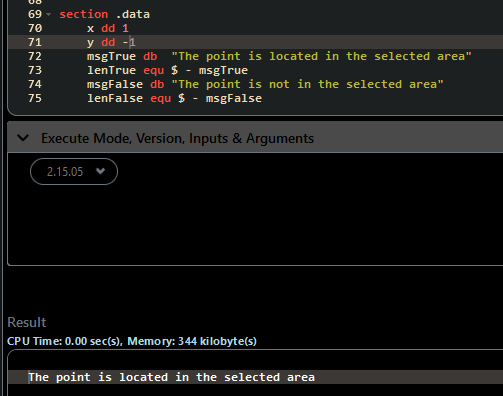 68
69 section .data
70 x dd 1
71 y dd -1
72 msgTrue db "The point is located in the selected area"
73 lenTrue equ $ - msgTrue
74 msgFalse db "The point is not in the selected area"
75 lenFalse equ $ - msgFalse
Execute Mode, Version, Inputs & Arguments
2.15.05
Result
CPU Time: 0.00 sec(s), Memory: 344 kilobyte(s)
The point is located in the selected area